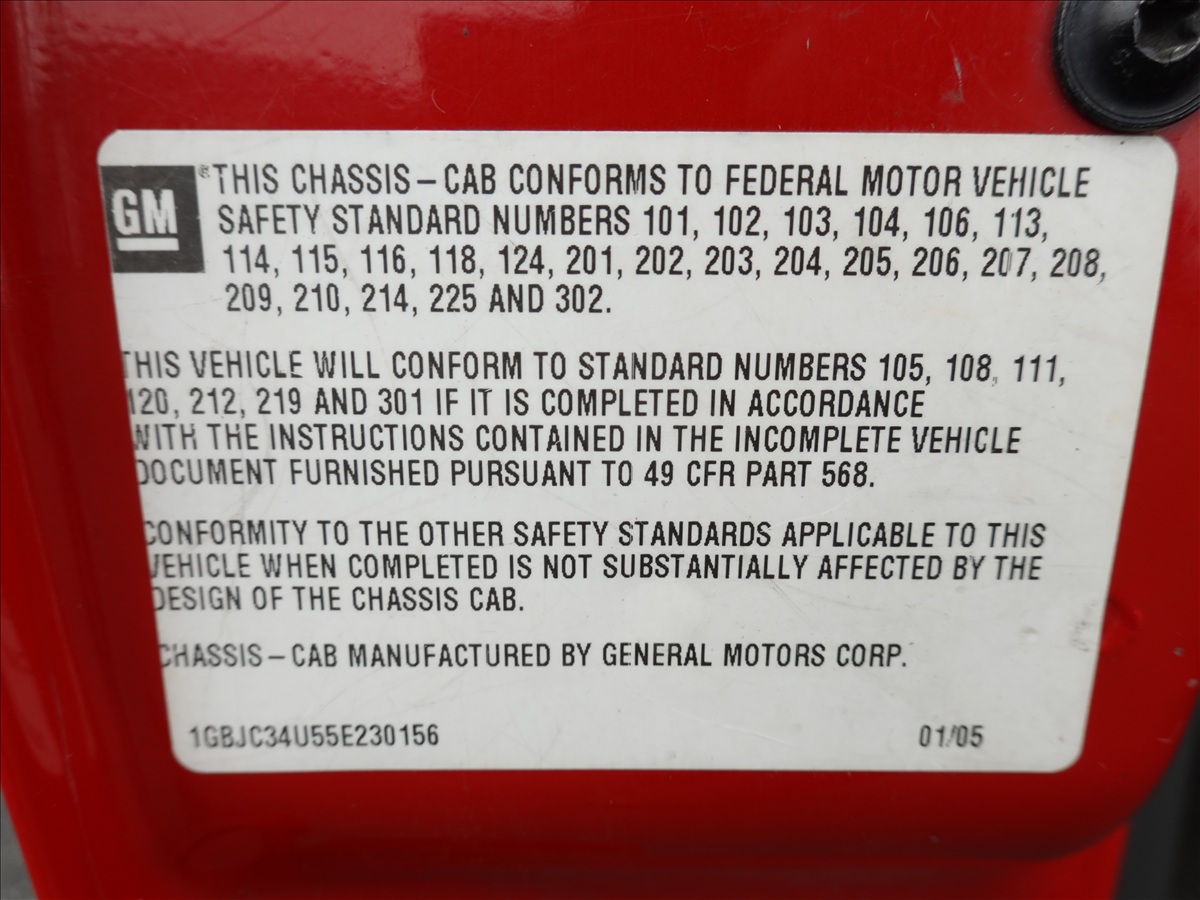 GM
®THIS CHASSIS–CAB CONFORMS TO FEDERAL MOTOR VEHICLE
SAFETY STANDARD NUMBERS 101, 102, 103, 104, 106, 113,
114, 115, 116, 118, 124, 201, 202, 203, 204, 205, 206, 207, 208,
209, 210, 214, 225 AND 302.
THIS VEHICLE WILL CONFORM TO STANDARD NUMBERS 105, 108, 111,
120, 212, 219 AND 301 IF IT IS COMPLETED IN ACCORDANCE
WITH THE INSTRUCTIONS CONTAINED IN THE INCOMPLETE VEHICLE
DOCUMENT FURNISHED PURSUANT TO 49 CFR PART 568.
CONFORMITY TO THE OTHER SAFETY STANDARDS APPLICABLE TO THIS
VEHICLE WHEN COMPLETED IS NOT SUBSTANTIALLY AFFECTED BY THE
DESIGN OF THE CHASSIS CAB.
CHASSIS–CAB MANUFACTURED BY GENERAL MOTORS CORP.
1GBJC34U55E230156 01/05